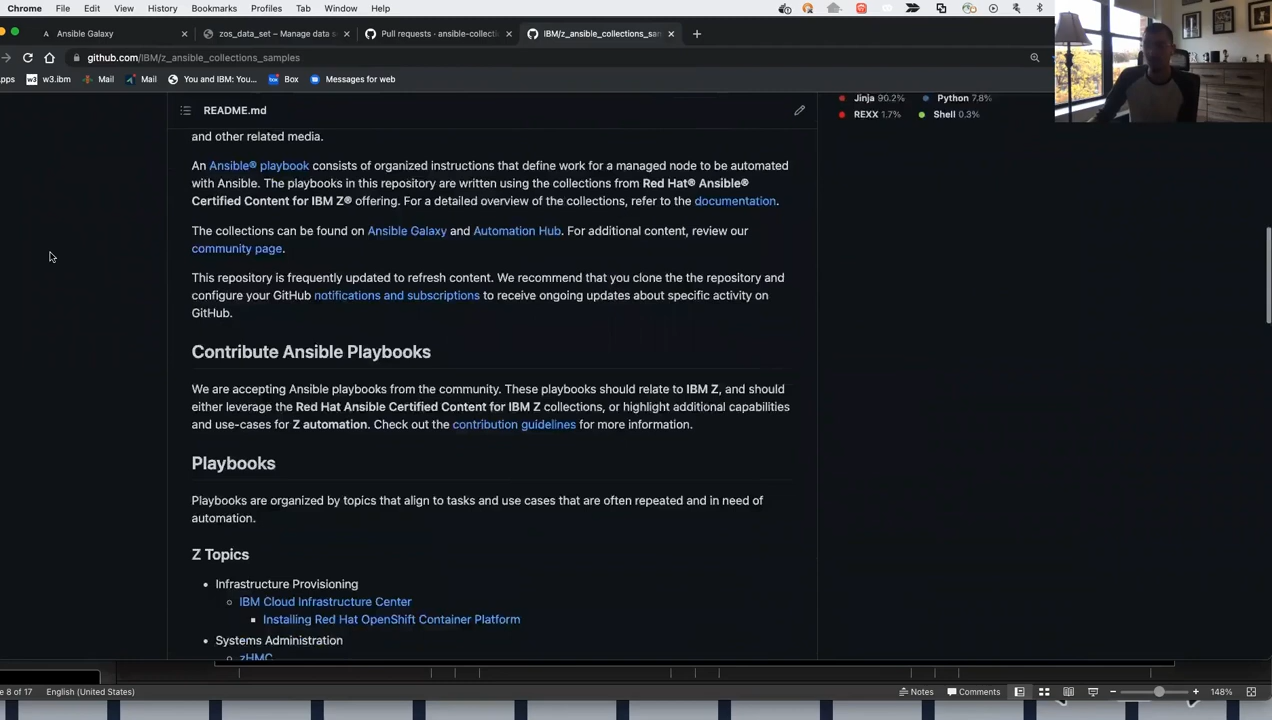 Chrome File Edit View History Bookmarks Profiles Tab Window Help
Ansible Galaxy
zos_data_set – Manage data s
Pull requests · ansible-collecti
IBM/z_ansible_collections_sam
github.com/IBM/z_ansible_collections_samples
pps w3 w3.ibm Mail Mail You and IBM: You... box Box Messages for web
README.md
Jinja 90.2% Python 7.8%
REXX 1.7% Shell 0.3%
and other related media.
An Ansible® playbook consists of organized instructions that define work for a managed node to be automated
with Ansible. The playbooks in this repository are written using the collections from Red Hat® Ansible®
Certified Content for IBM Z® offering. For a detailed overview of the collections, refer to the documentation.
The collections can be found on Ansible Galaxy and Automation Hub. For additional content, review our
community page.
This repository is frequently updated to refresh content. We recommend that you clone the the repository and
configure your GitHub notifications and subscriptions to receive ongoing updates about specific activity on
GitHub.
Contribute Ansible Playbooks
We are accepting Ansible playbooks from the community. These playbooks should relate to IBM Z, and should
either leverage the Red Hat Ansible Certified Content for IBM Z collections, or highlight additional capabilities
and use-cases for Z automation. Check out the contribution guidelines for more information.
Playbooks
Playbooks are organized by topics that align to tasks and use cases that are often repeated and in need of
automation.
Z Topics
Infrastructure Provisioning
IBM Cloud Infrastructure Center
Installing Red Hat OpenShift Container Platform
Systems Administration
zHMC
e 8 of 17 English (United States) Notes Comments 148%